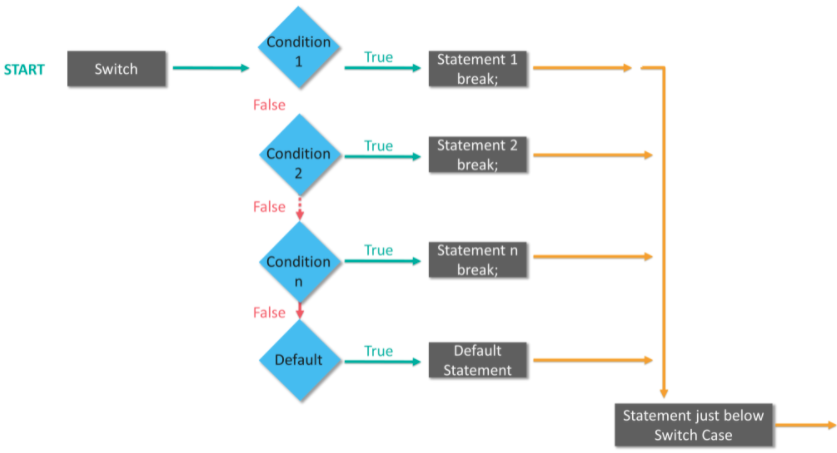 START
Switch
Condition
1
True
Statement 1
break;
False
Condition
2
True
Statement 2
break;
False
Condition
n
True
Statement n
break;
False
Default
True
Default
Statement
Statement just below
Switch Case